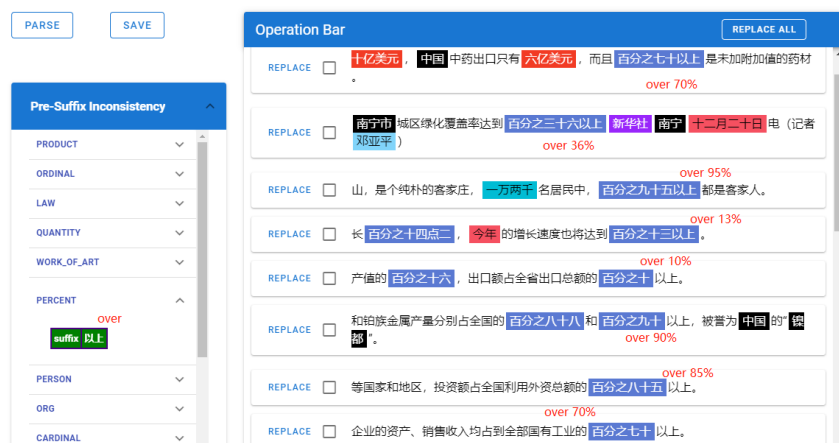 PARSE
SAVE
Pre-Suffix Inconsistency
PRODUCT
ORDINAL
LAW
QUANTITY
WORK_OF_ART
PERCENT
over
suffix 以上
PERSON
ORG
CARDINAL
Operation Bar
REPLACE ALL
REPLACE
十亿美元 ， 中国 中药出口只有 六亿美元 ，而且 百分之七十以上 是未加附加值的药材
。
over 70%
REPLACE
南宁市 城区绿化覆盖率达到 百分之三十六以上 新华社 南宁 十二月二十日 电（记者
邓亚平 ）
over 36%
over 95%
REPLACE
山，是个纯朴的客家庄， 一万两千 名居民中， 百分之九十五以上 都是客家人。
over 13%
REPLACE
长 百分之十四点二 ， 今年 的增长速度也将达到 百分之十三以上 。
over 10%
REPLACE
产值的 百分之十六 ，出口额占全省出口总额的 百分之十 以上。
REPLACE
和铂族金属产量分别占全国的 百分之八十八 和 百分之九十 以上，被誉为 中国 的“ 镍
都 ”。
over 90%
over 85%
REPLACE
等国家和地区，投资额占全国利用外资总额的 百分之八十五 以上。
over 70%
REPLACE
企业的资产、销售收入均占到全部国有工业的 百分之七十 以上。